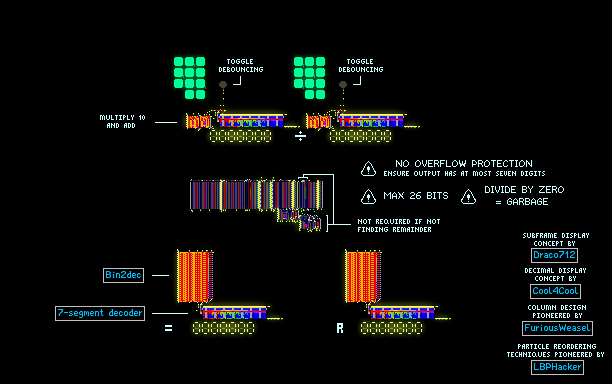 TOGGLE
DEBOUNCING
TOGGLE
DEBOUNCING
MULTIPLY 10
AND ADD
÷
NO OVERFLOW PROTECTION
ENSURE OUTPUT HAS AT MOST SEVEN DIGITS
MAX 26 BITS
DIVIDE BY ZERO
= GARBAGE
NOT REQUIRED IF NOT
FINDING REMAINDER
SUBFRAME DISPLAY
CONCEPT BY
Draco712
Bin2dec
DECIMAL DISPLAY
CONCEPT BY
Cool4Cool
7-segment decoder
COLUMN DESIGN
PIONEERED BY
FuriousWeasel
=
R
PARTICLE REORDERING
TECHNIQUES PIONEERED BY
LBPHacker